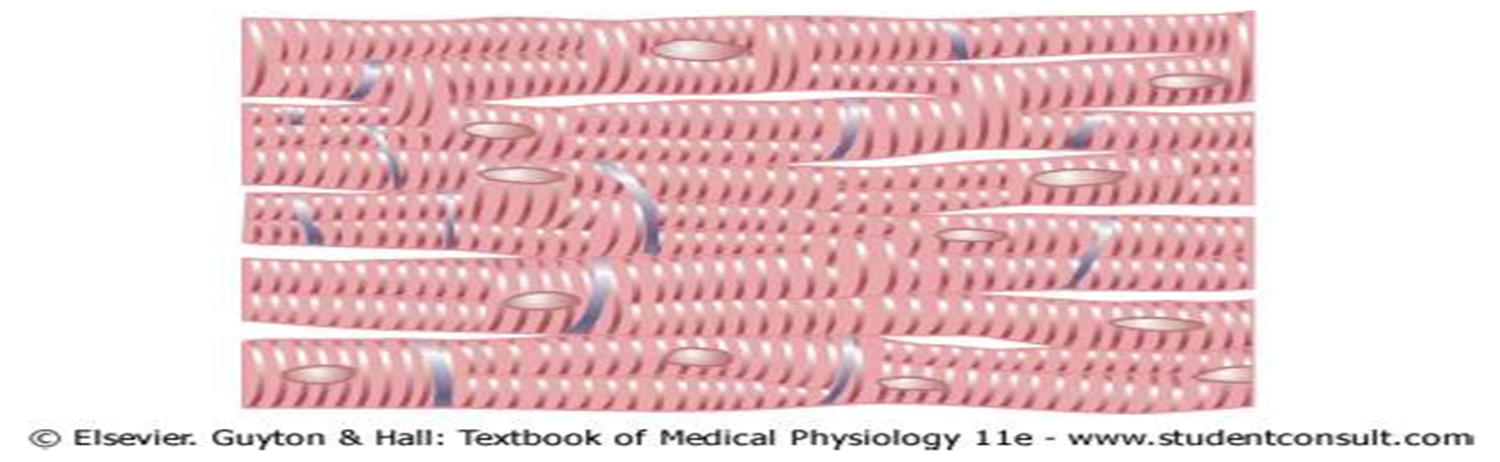 © Elsevier. Guyton & Hall: Textbook of Medical Physiology 11e - www.studentconsult.com